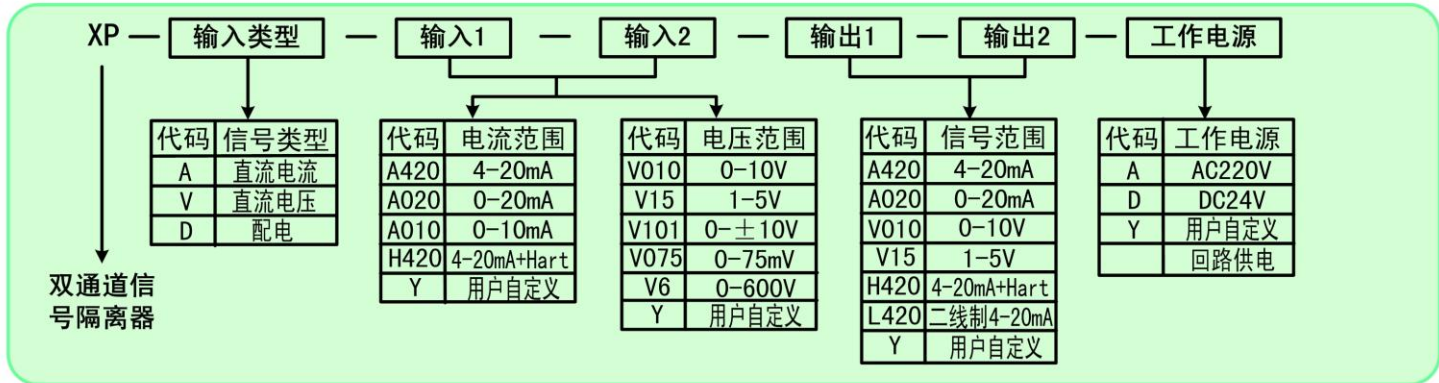 XP — 输入类型 — 输入1 — 输入2 — 输出1 — 输出2 — 工作电源
双通道信
号隔离器
代码 信号类型
A 直流电流
V 直流电压
D 配电
代码 电流范围
A420 4-20mA
A020 0-20mA
A010 0-10mA
H420 4-20mA+Hart
Y 用户自定义
代码 电压范围
V010 0-10V
V15 1-5V
V101 0-±10V
V075 0-75mV
V6 0-600V
Y 用户自定义
代码 信号范围
A420 4-20mA
A020 0-20mA
V010 0-10V
V15 1-5V
H420 4-20mA+Hart
L420 二线制4-20mA
Y 用户自定义
代码 工作电源
A AC220V
D DC24V
Y 用户自定义
回路供电